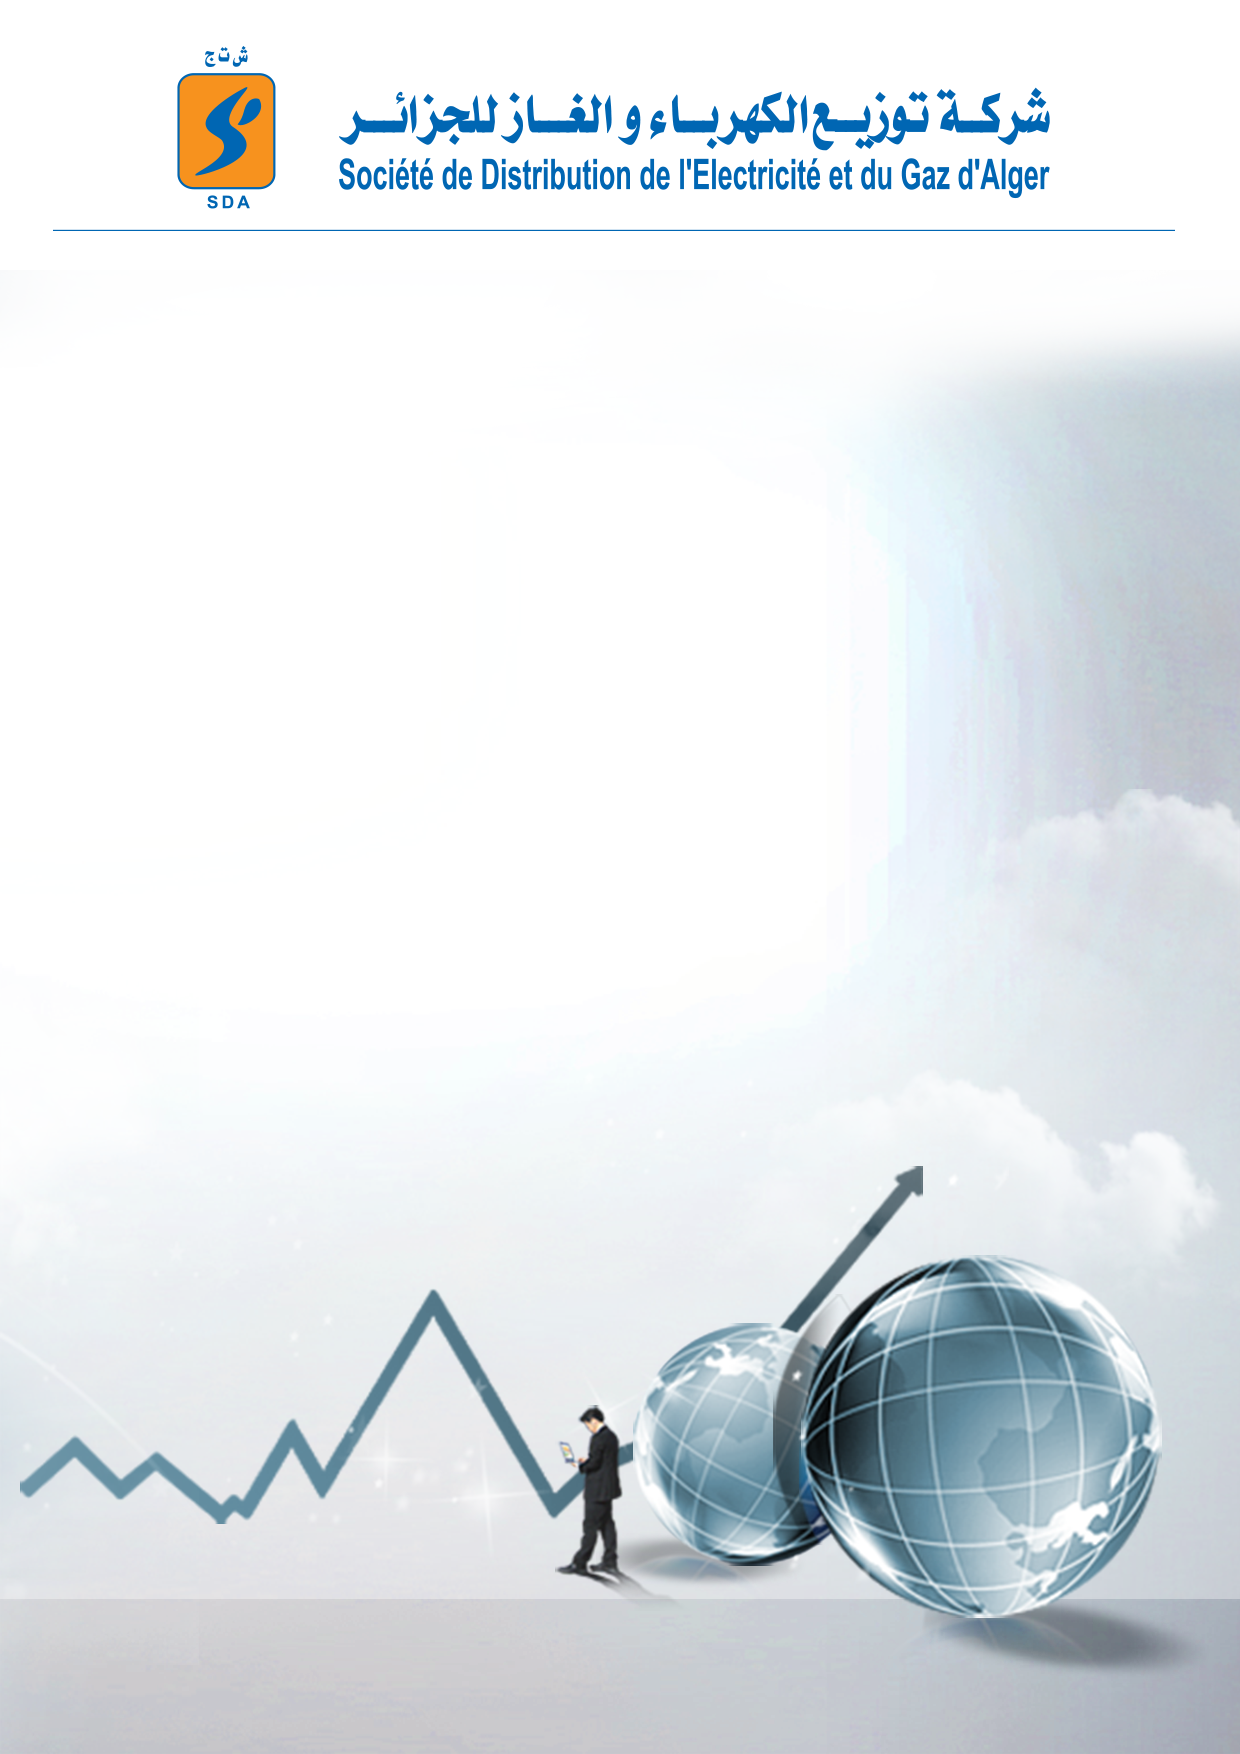 ش ت ج
SDA
شركة توزيع الكهرباء و الغاز للجزائر
Société de Distribution de l'Electricité et du Gaz d'Alger